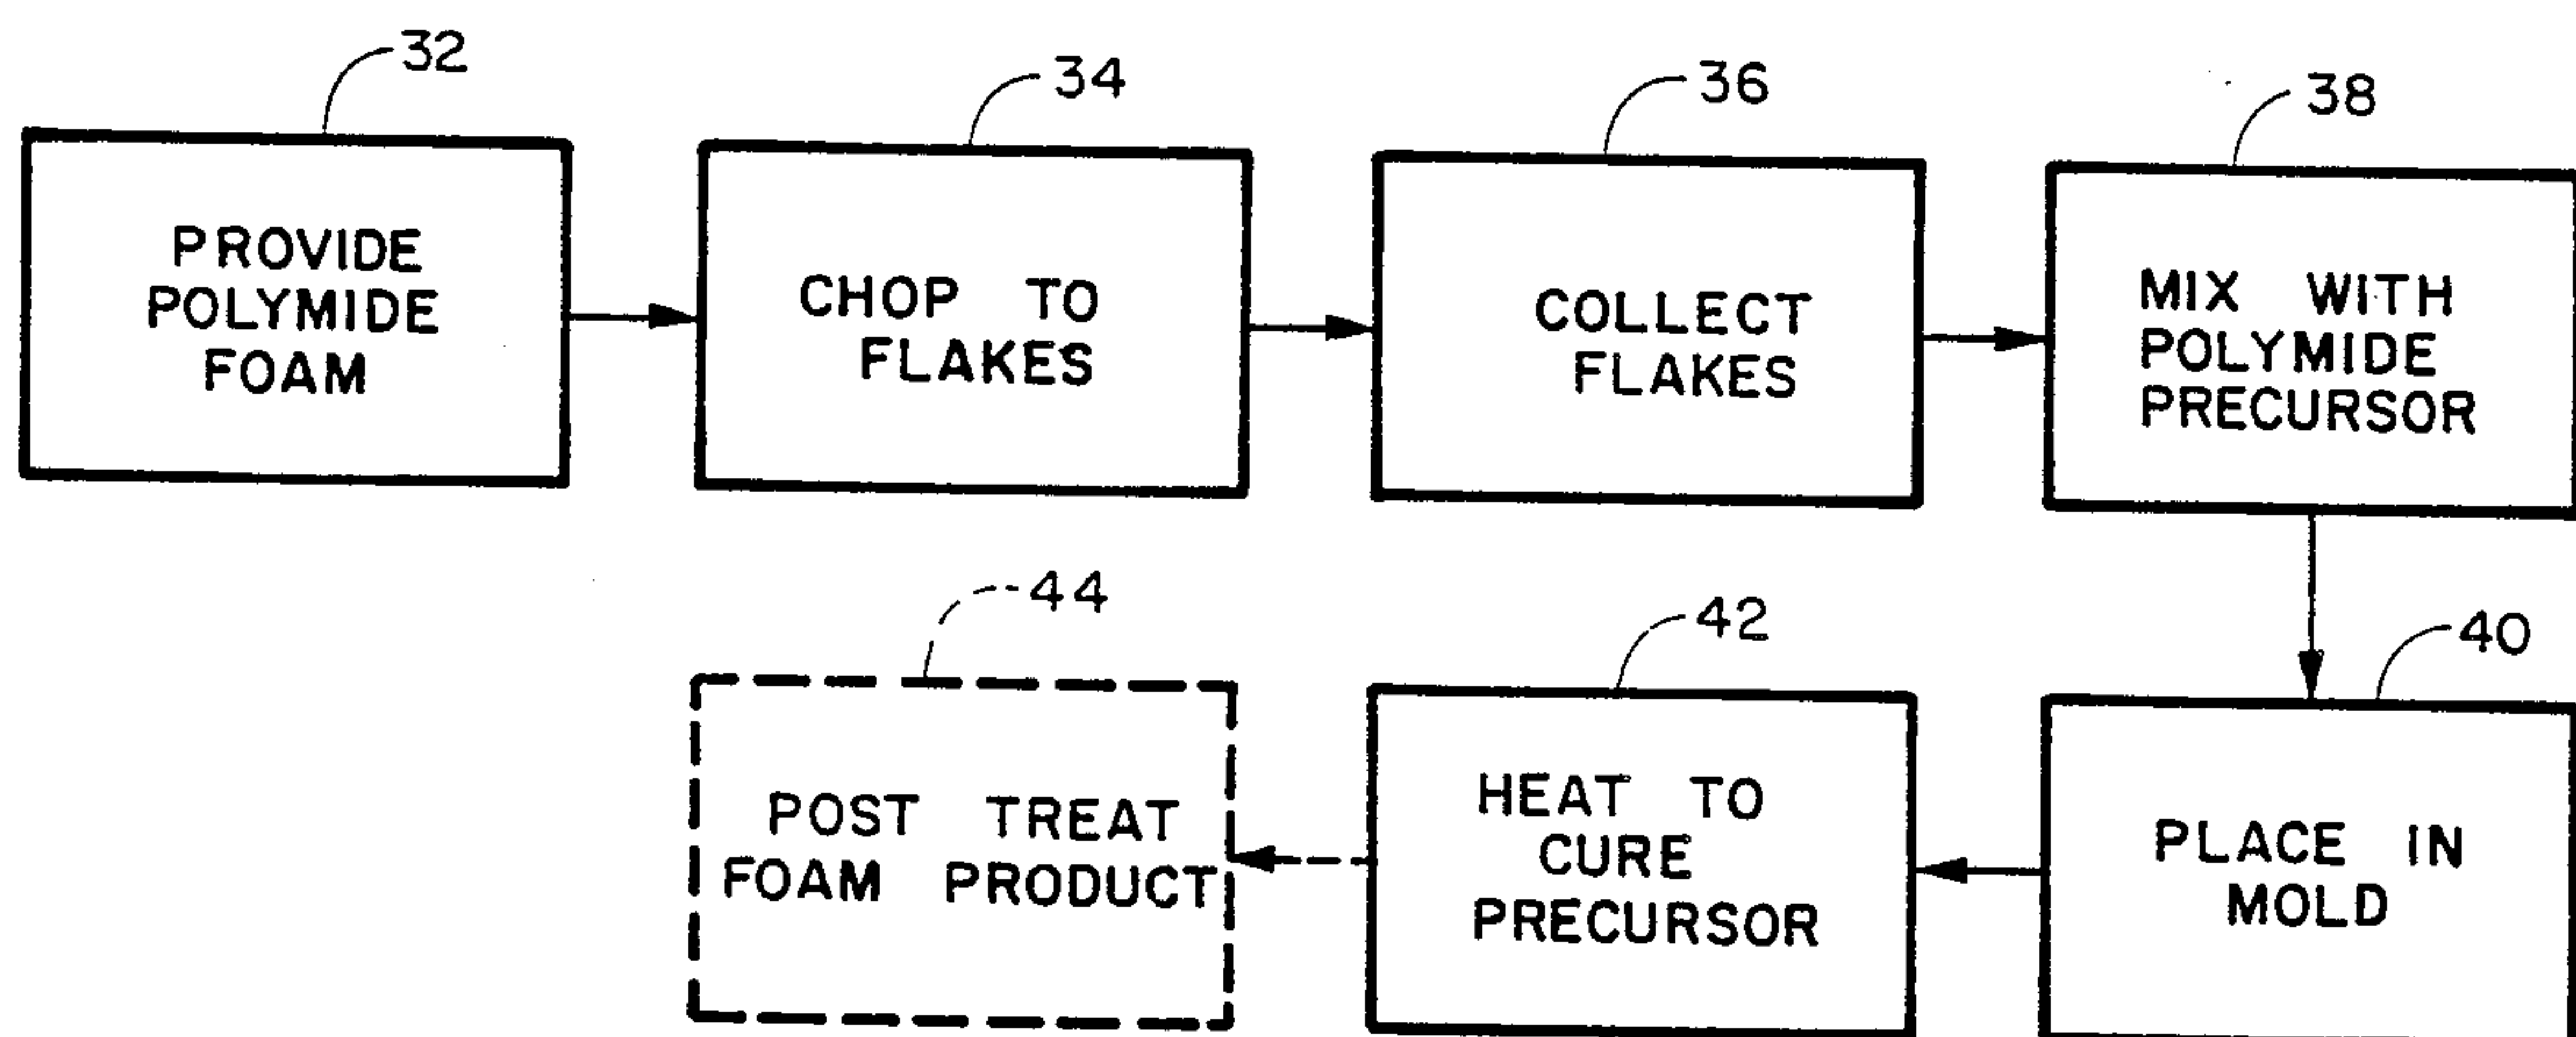 32
PROVIDE
POLYMIDE
FOAM
34
CHOP TO
FLAKES
36
COLLECT
FLAKES
38
MIX WITH
POLYMIDE
PRECURSOR
40
PLACE IN
MOLD
42
HEAT TO
CURE
PRECURSOR
44
POST TREAT
FOAM PRODUCT